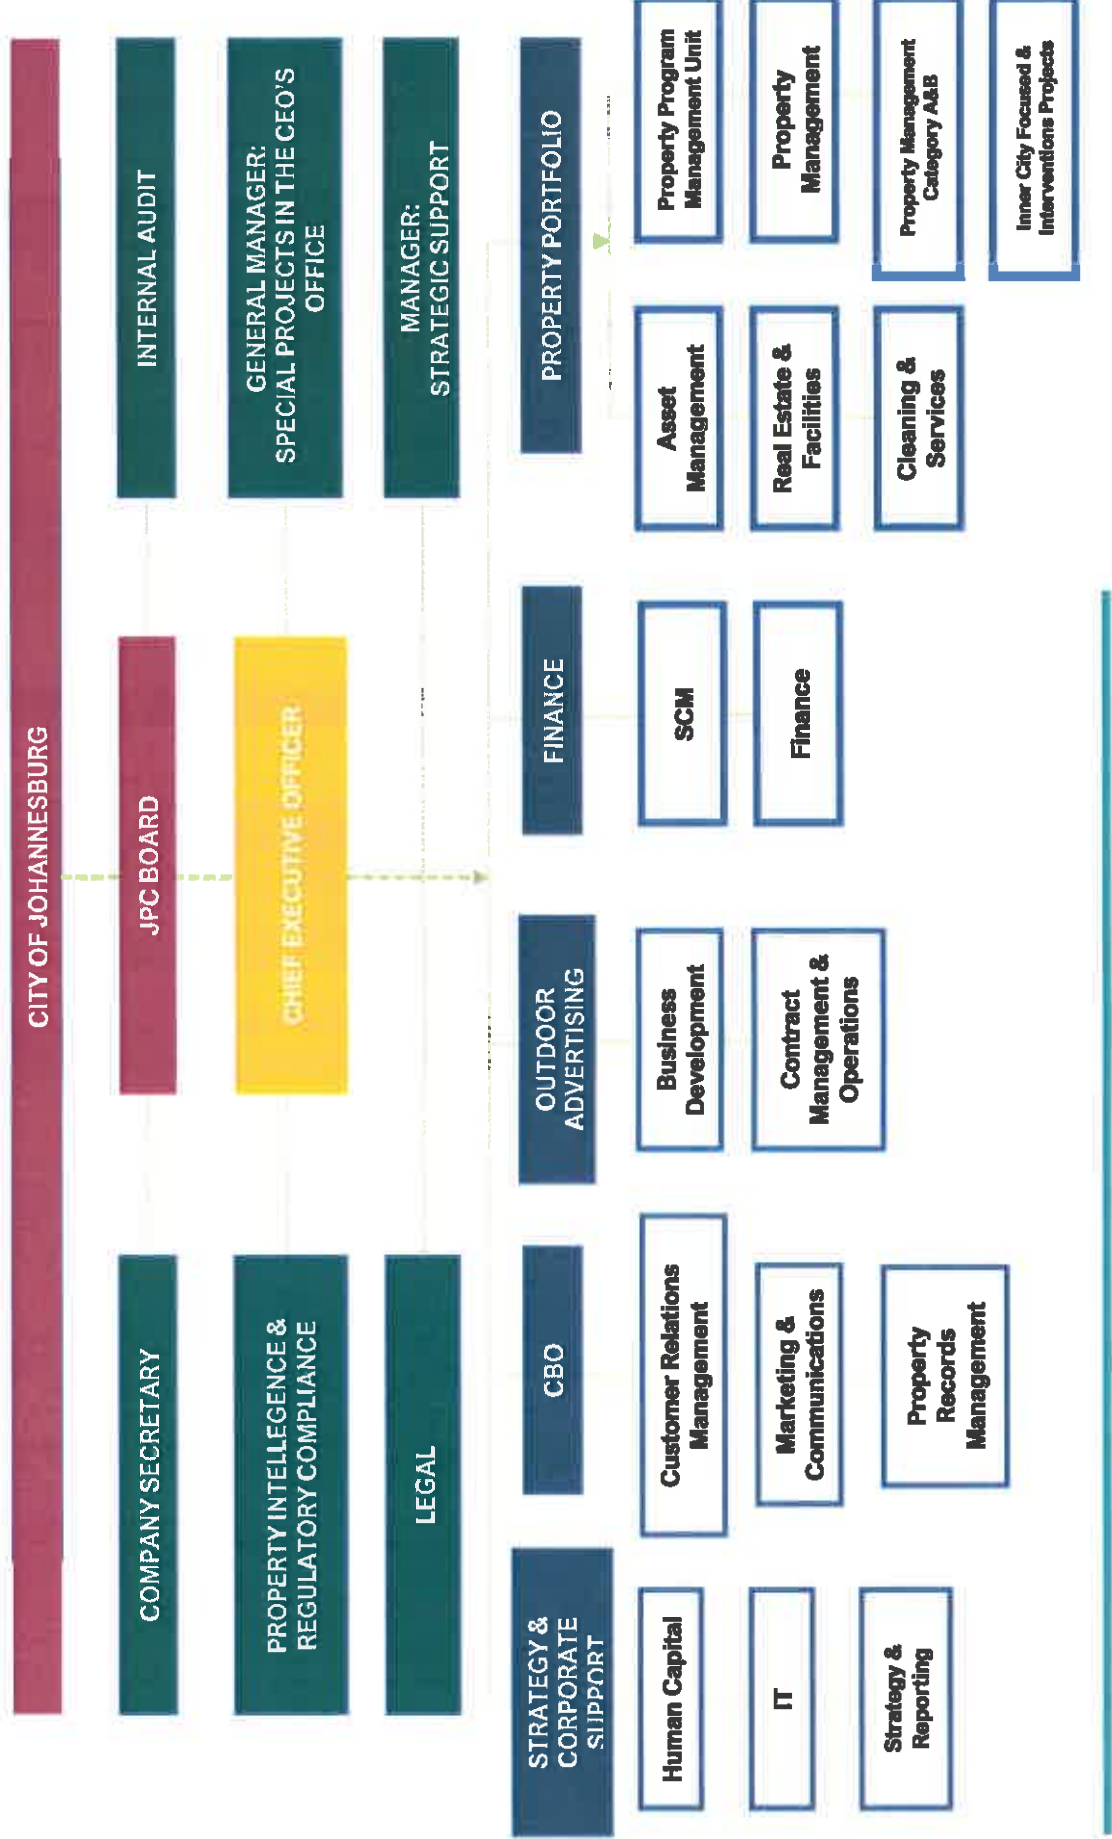 CITY OF JOHANNESBURG
COMPANY SECRETARY
JPC BOARD
INTERNAL AUDIT
PROPERTY INTELLEGENCE &
REGULATORY COMPLIANCE
CHIEF EXECUTIVE OFFICER
GENERAL MANAGER:
SPECIAL PROJECTS IN THE CEO'S
OFFICE
LEGAL
MANAGER:
STRATEGIC SUPPORT
STRATEGY &
CORPORATE
SUPPORT
Human Capital
IT
Strategy &
Reporting
CBO
Customer Relations
Management
Marketing &
Communications
Property
Records
Management
OUTDOOR
ADVERTISING
Business
Development
Contract
Management &
Operations
FINANCE
SCM
Finance
PROPERTY PORTFOLIO
Asset
Management
Real Estate &
Facilities
Cleaning &
Services
Property Program
Management Unit
Property
Management
Property Management
Category A&B
Inner City Focused &
Interventions Projects